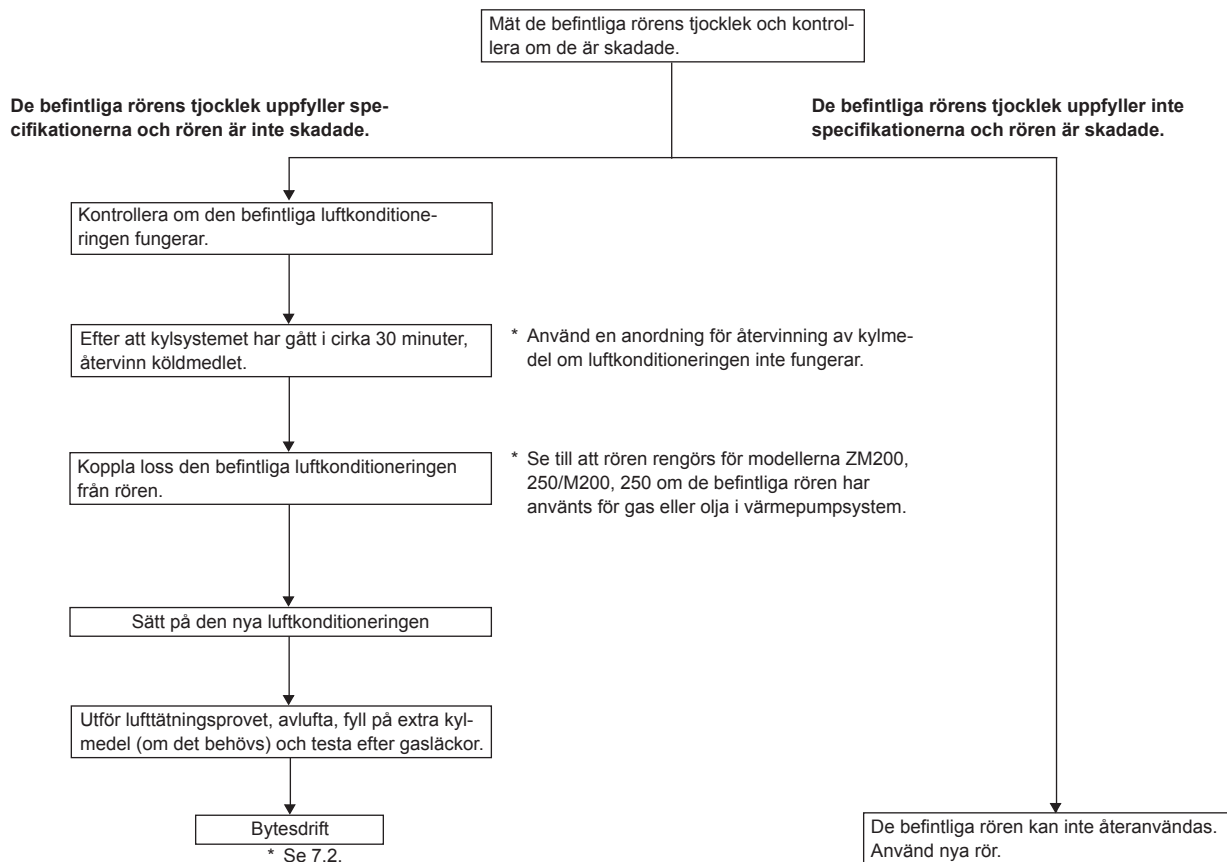 Mät de befintliga rörens tjocklek och kontrol-
lera om de är skadade.
De befintliga rörens tjocklek uppfyller spe-
cifikationerna och rören är inte skadade.
De befintliga rörens tjocklek uppfyller inte
specifikationerna och rören är skadade.
Kontrollera om den befintliga luftkonditione-
ringen fungerar.
Efter att kylsystemet har gått i cirka 30 minuter,
återvinn köldmedlet.
* Använd en anordning för återvinning av kylme-
del om luftkonditioneringen inte fungerar.
Koppla loss den befintliga luftkonditioneringen
från rören.
* Se till att rören rengörs för modellerna ZM200,
250/M200, 250 om de befintliga rören har
använts för gas eller olja i värmepumpsystem.
Sätt på den nya luftkonditioneringen
Utför lufttätningsprovet, avlufta, fyll på extra kyl-
medel (om det behövs) och testa efter gasläckor.
Bytesdrift
* Se 7.2.
De befintliga rören kan inte återanvändas.
Använd nya rör.